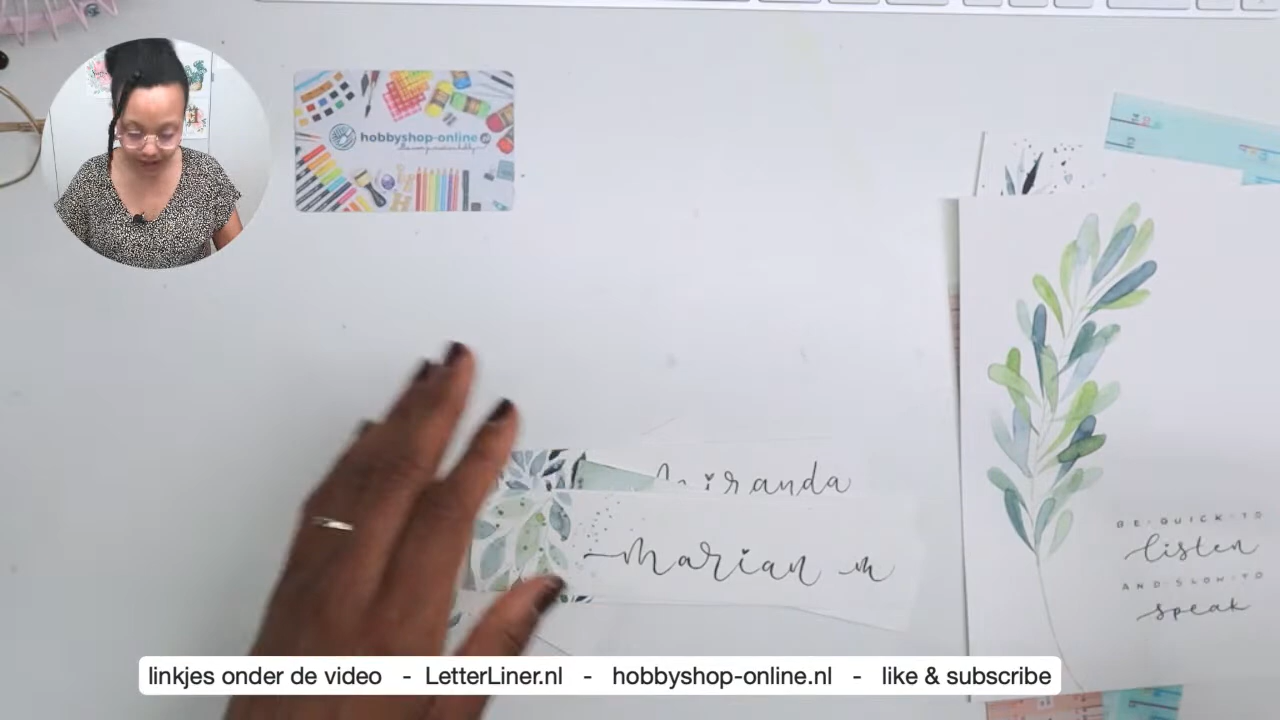 hobbyshop-online.nl
miranda
marian m
BE QUICK TO
listen
AND SLOW TO
speak
linkjes onder de video - LetterLiner.nl - hobbyshop-online.nl - like & subscribe